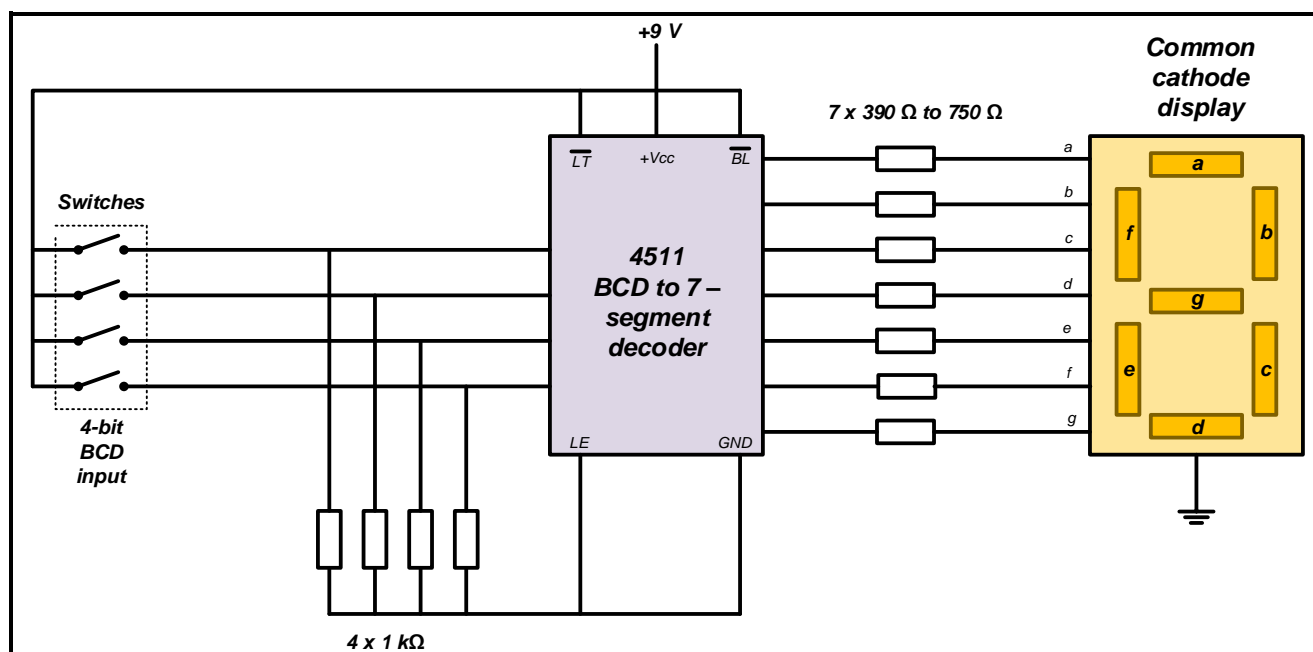 +9 V
Common
cathode
display
7 x 390 Ω to 750 Ω
LT
+Vcc
BL
a
a
Switches
b
f
b
c
4511
BCD to 7 –
segment
decoder
d
g
e
e
c
f
4-bit
BCD
input
LE
GND
g
d
4 x 1 kΩ